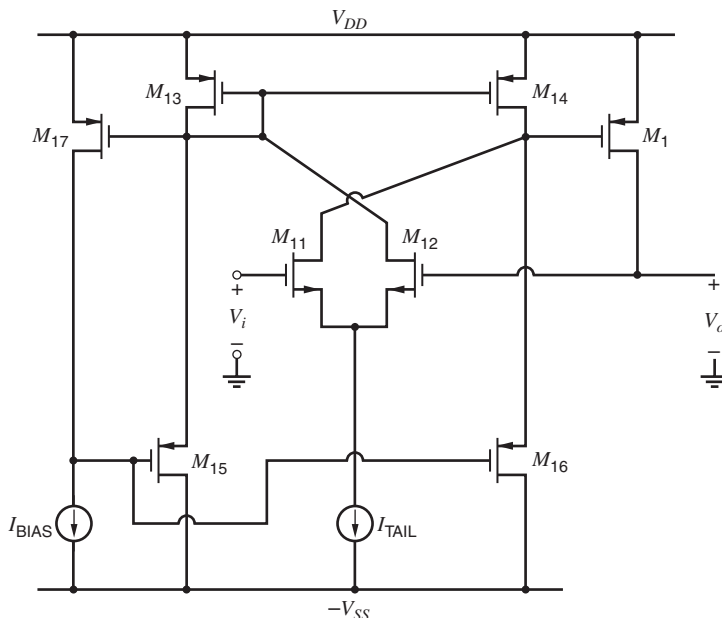 V_DD
M_13
M_14
M_17
M_1
M_11
M_12
+
V_i
−
+
V_o
−
M_15
M_16
I_BIAS
I_TAIL
−V_SS